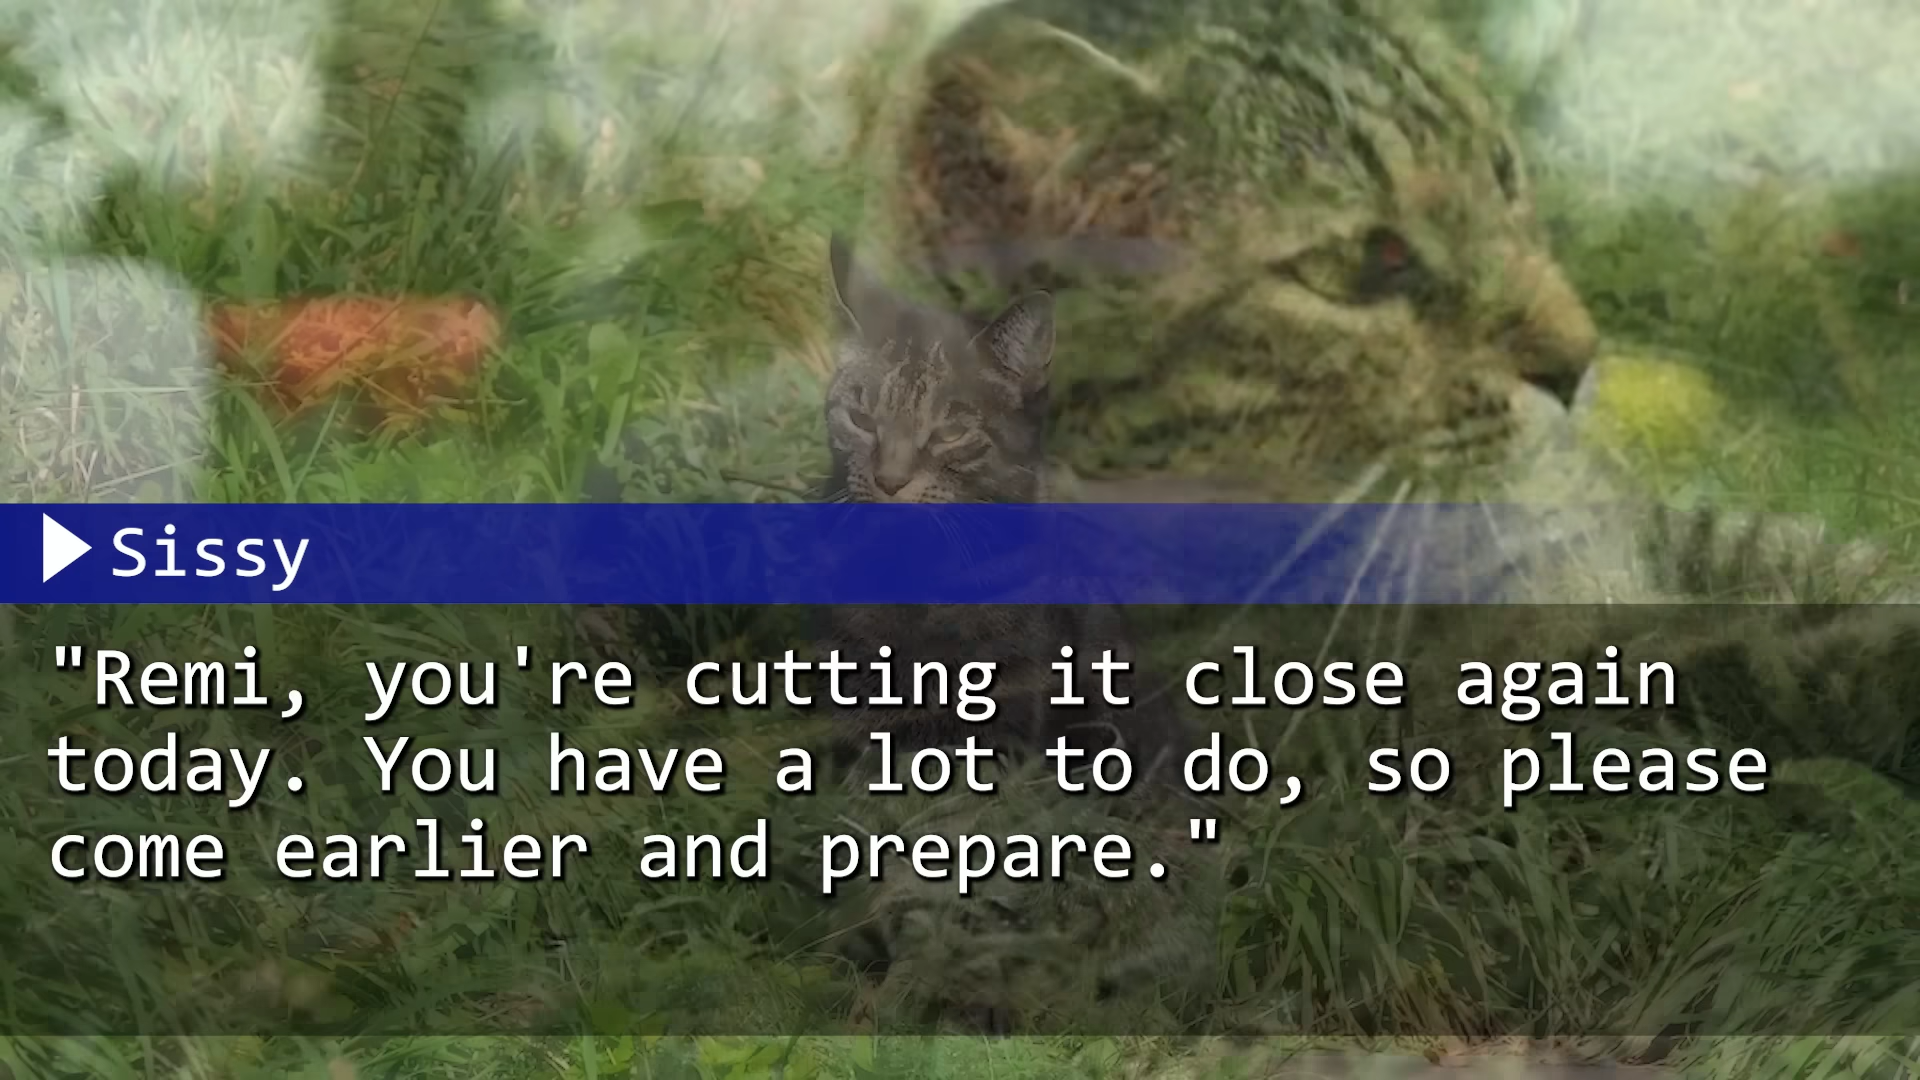 Sissy
"Remi, you're cutting it close again
today. You have a lot to do, so please
come earlier and prepare."